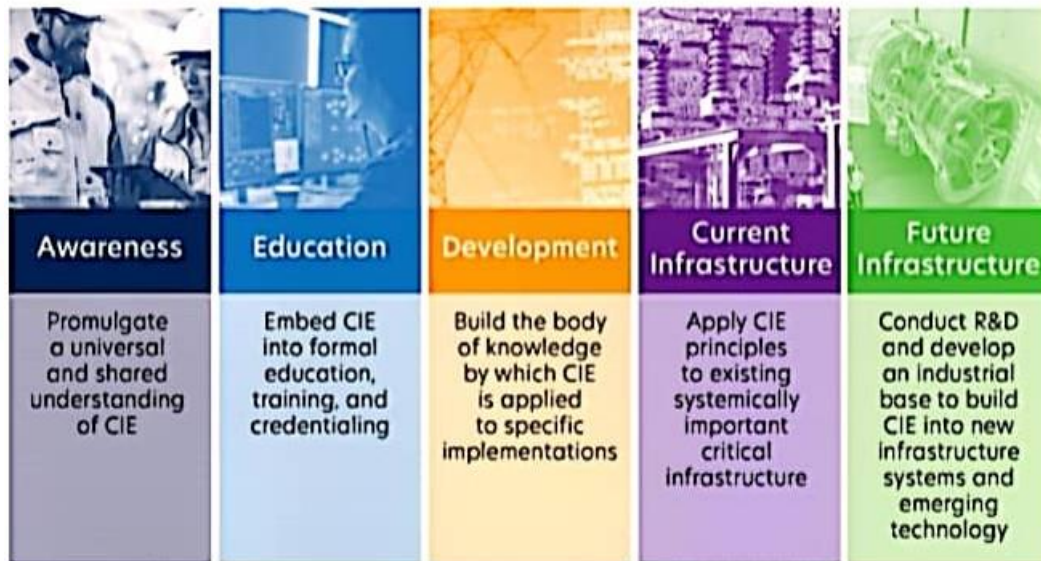 Awareness
Promulgate
a universal
and shared
understanding
of CIE
Education
Embed CIE
into formal
education,
training, and
credentialing
Development
Build the body
of knowledge
by which CIE
is applied
to specific
implementations
Current
Infrastructure
Apply CIE
principles
to existing
systemically
important
critical
infrastructure
Future
Infrastructure
Conduct R&D
and develop
an industrial
base to build
CIE into new
infrastructure
systems and
emerging
technology